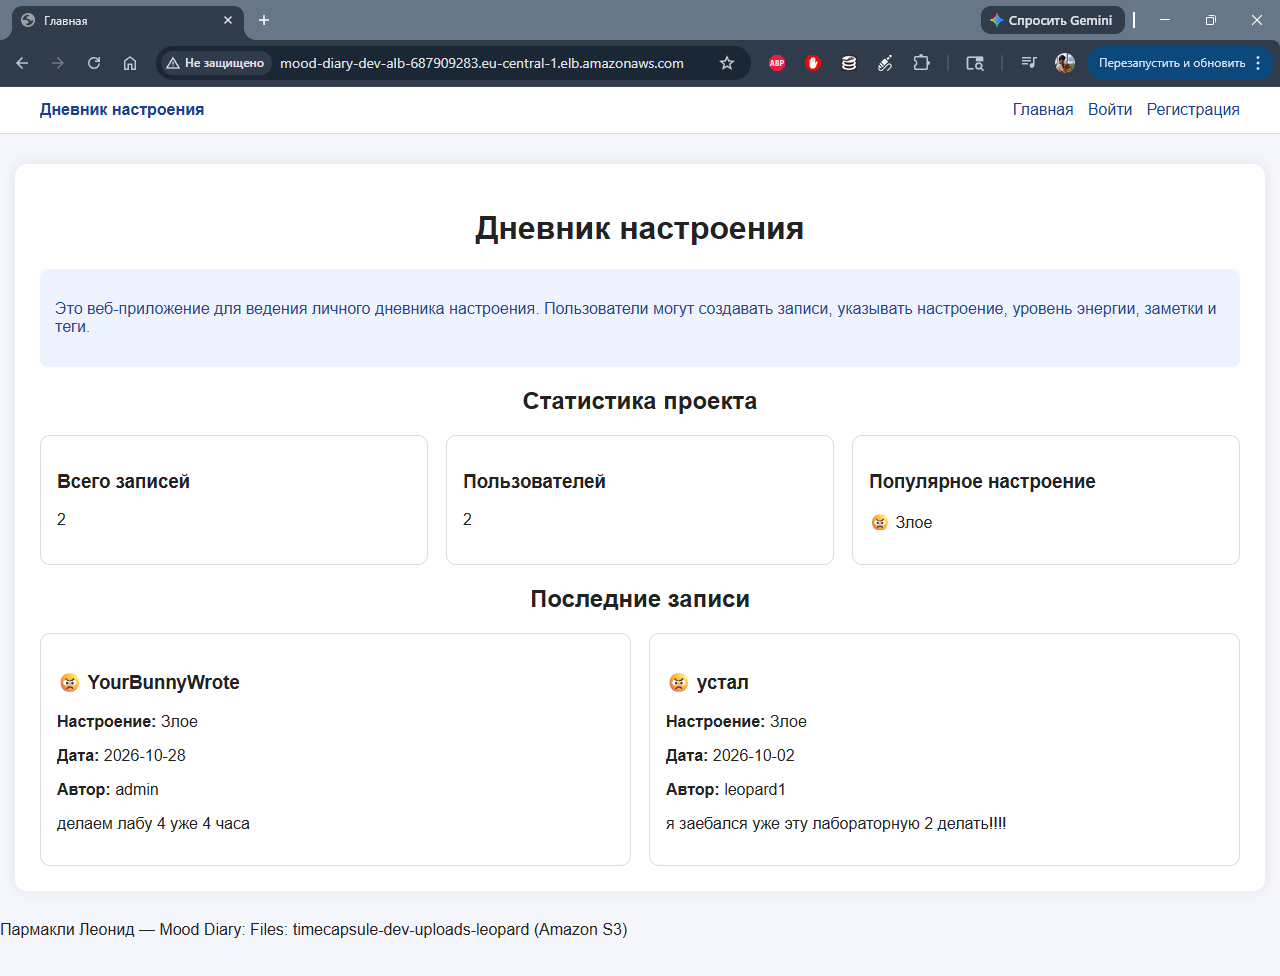 Главная
Спросить Gemini
Не защищено
mood-diary-dev-alb-687909283.eu-central-1.elb.amazonaws.com
ABP
Перезапустить и обновить
Дневник настроения
Главная
Войти
Регистрация
Дневник настроения
Это веб-приложение для ведения личного дневника настроения. Пользователи могут создавать записи, указывать настроение, уровень энергии, заметки и
теги.
Статистика проекта
Всего записей
2
Пользователей
2
Популярное настроение
😡 Злое
Последние записи
😡 YourBunnyWrote
Настроение: Злое
Дата: 2026-10-28
Автор: admin
делаем лабу 4 уже 4 часа
😡 устал
Настроение: Злое
Дата: 2026-10-02
Автор: leopard1
я заебался уже эту лабораторную 2 делать!!!!
Пармакли Леонид — Mood Diary: Files: timecapsule-dev-uploads-leopard (Amazon S3)